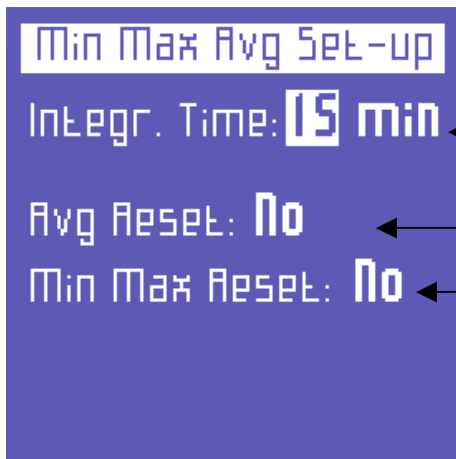 Min Max Avg Set-up
Integr. Time: 15 min
Avg Reset: No
Min Max Reset: No